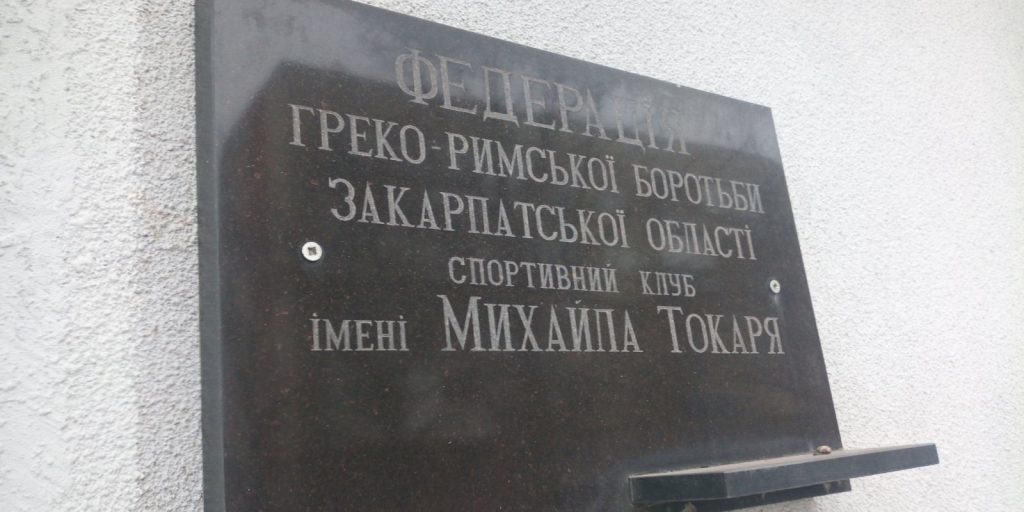 ФЕДЕРАЦІЯ
ГРЕКО-РИМСЬКОЇ БОРОТЬБИ
ЗАКАРПАТСЬКОЇ ОБЛАСТІ
СПОРТИВНИЙ КЛУБ
ІМЕНІ МИХАЙЛА ТОКАРЯ